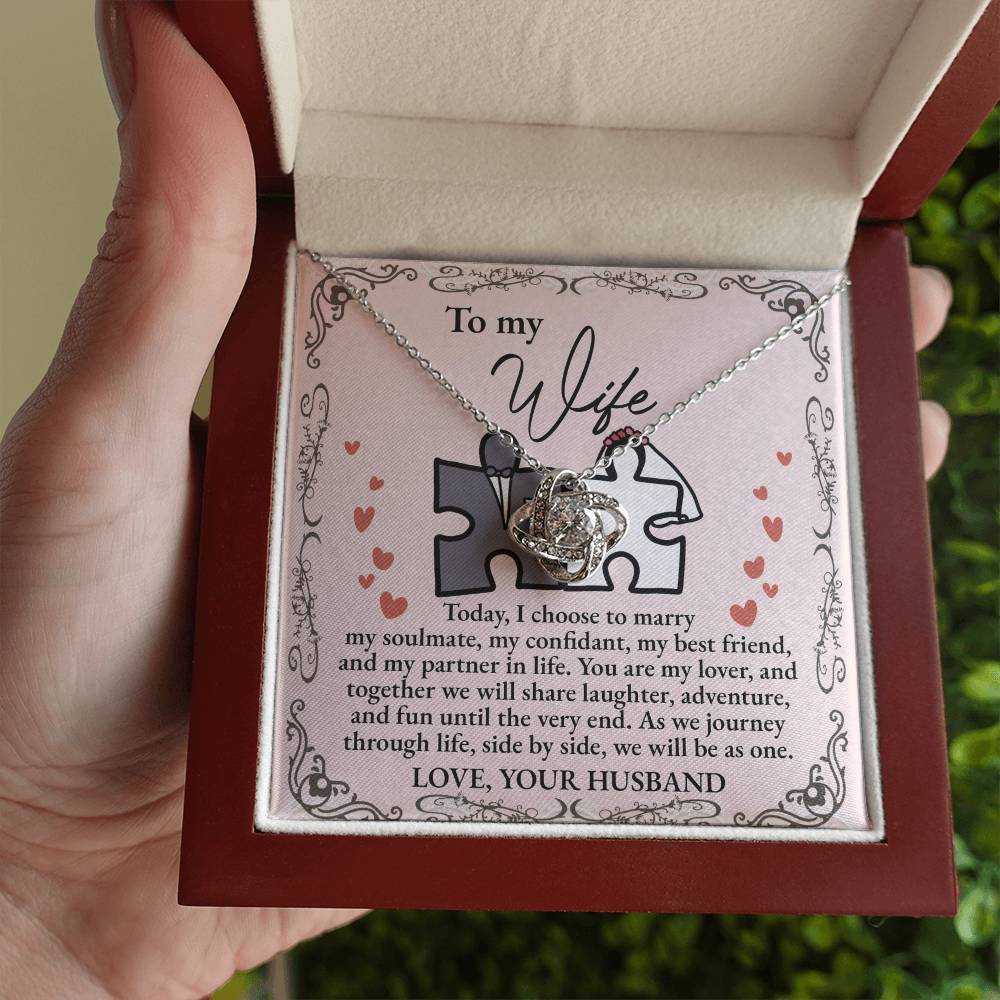 To my
Wife
Today, I choose to marry
my soulmate, my confidant, my best friend,
and my partner in life. You are my lover, and
together we will share laughter, adventure,
and fun until the very end. As we journey
through life, side by side, we will be as one.
LOVE, YOUR HUSBAND